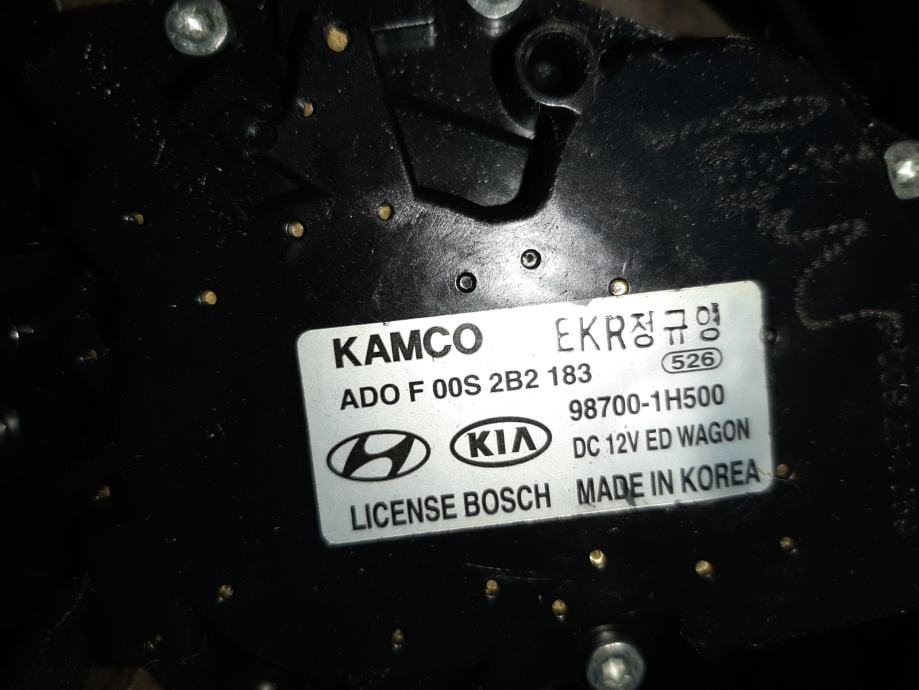 KAMCO EKR정규영
526
ADO F 00S 2B2 183
98700-1H500
KIA DC 12V ED WAGON
LICENSE BOSCH MADE IN KOREA